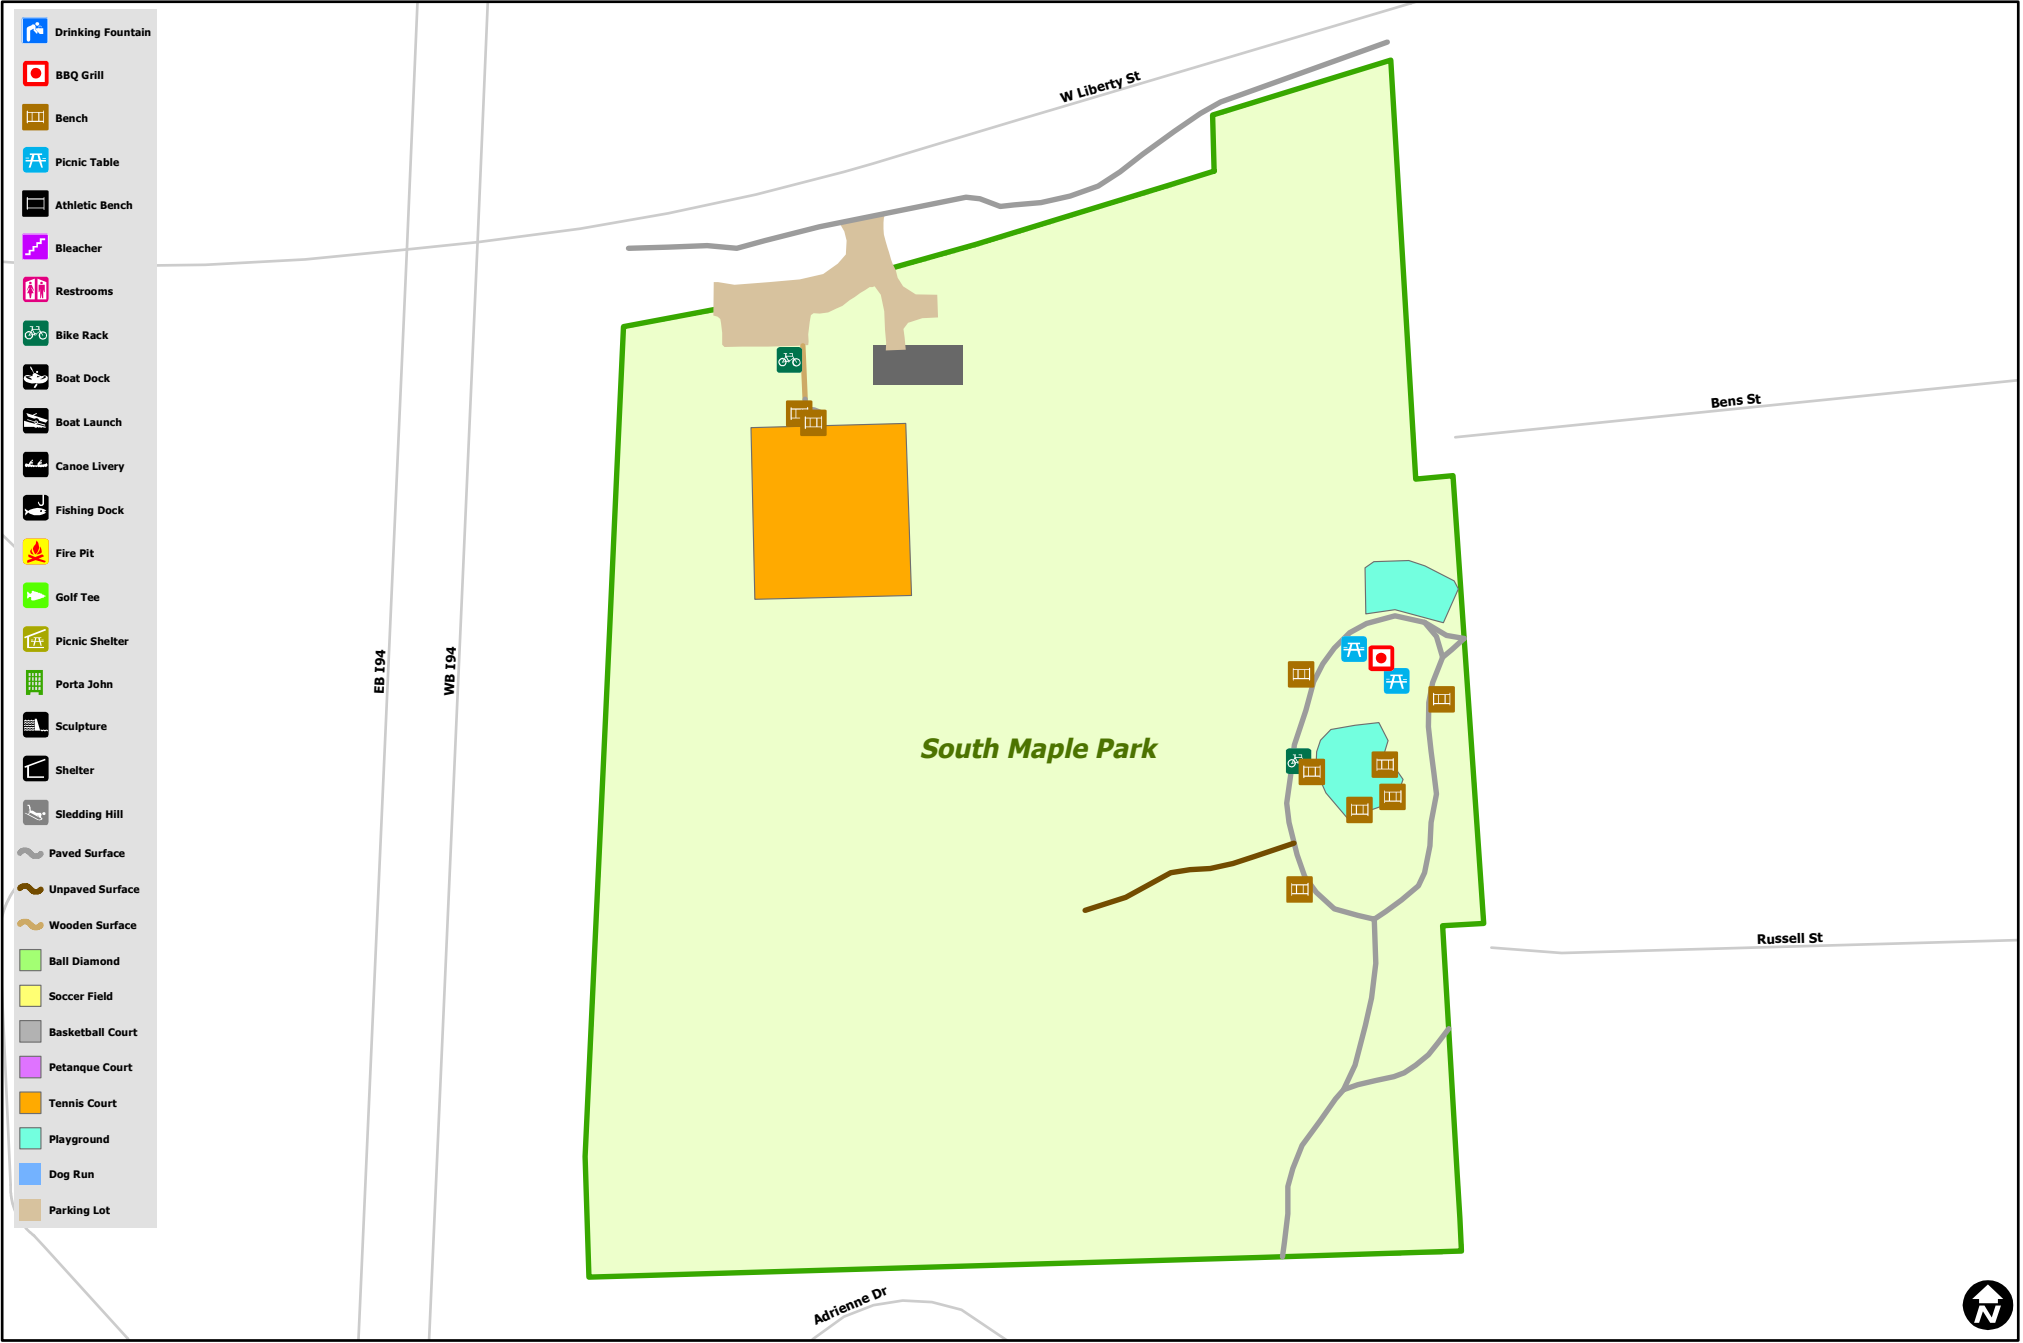 Drinking Fountain
BBQ Grill
Bench
Picnic Table
Athletic Bench
Bleacher
Restrooms
Bike Rack
Boat Dock
Boat Launch
Canoe Livery
Fishing Dock
Fire Pit
Golf Tee
Picnic Shelter
Porta John
Sculpture
Shelter
Sledding Hill
Paved Surface
Unpaved Surface
Wooden Surface
Ball Diamond
Soccer Field
Basketball Court
Petanque Court
Tennis Court
Playground
Dog Run
Parking Lot
W Liberty St
Bens St
EB I94
WB I94
South Maple Park
Russell St
Adrienne Dr
N